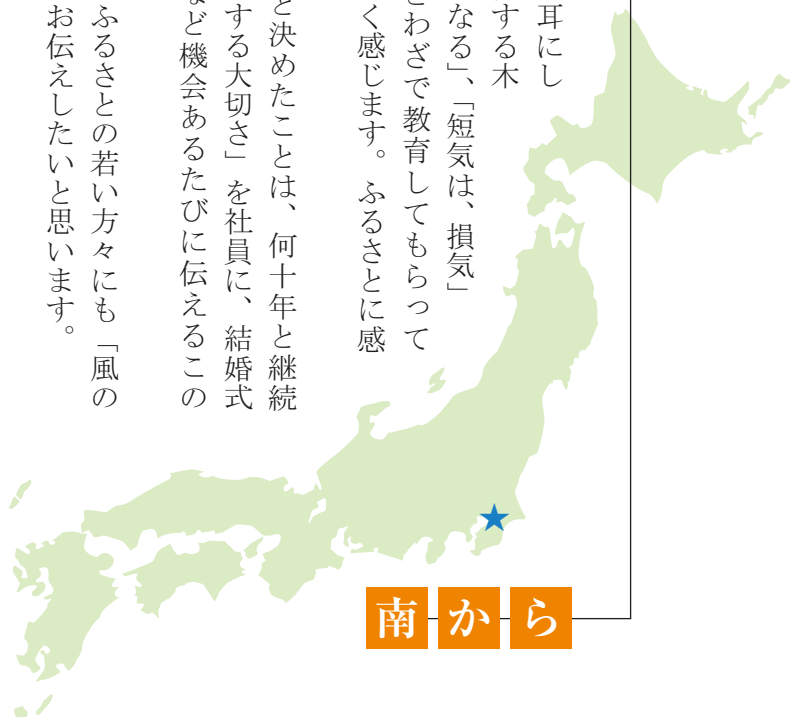 耳にし
する木
なる」、「短気は、損気」
とわざで教育してもらって
く感じます。ふるさとに感
と決めたことは、何十年と継続
する大切さ」を社員に、結婚式
など機会あるたびに伝えるこの
ふるさとの若い方々にも「風の
お伝えしたいと思います。
南から